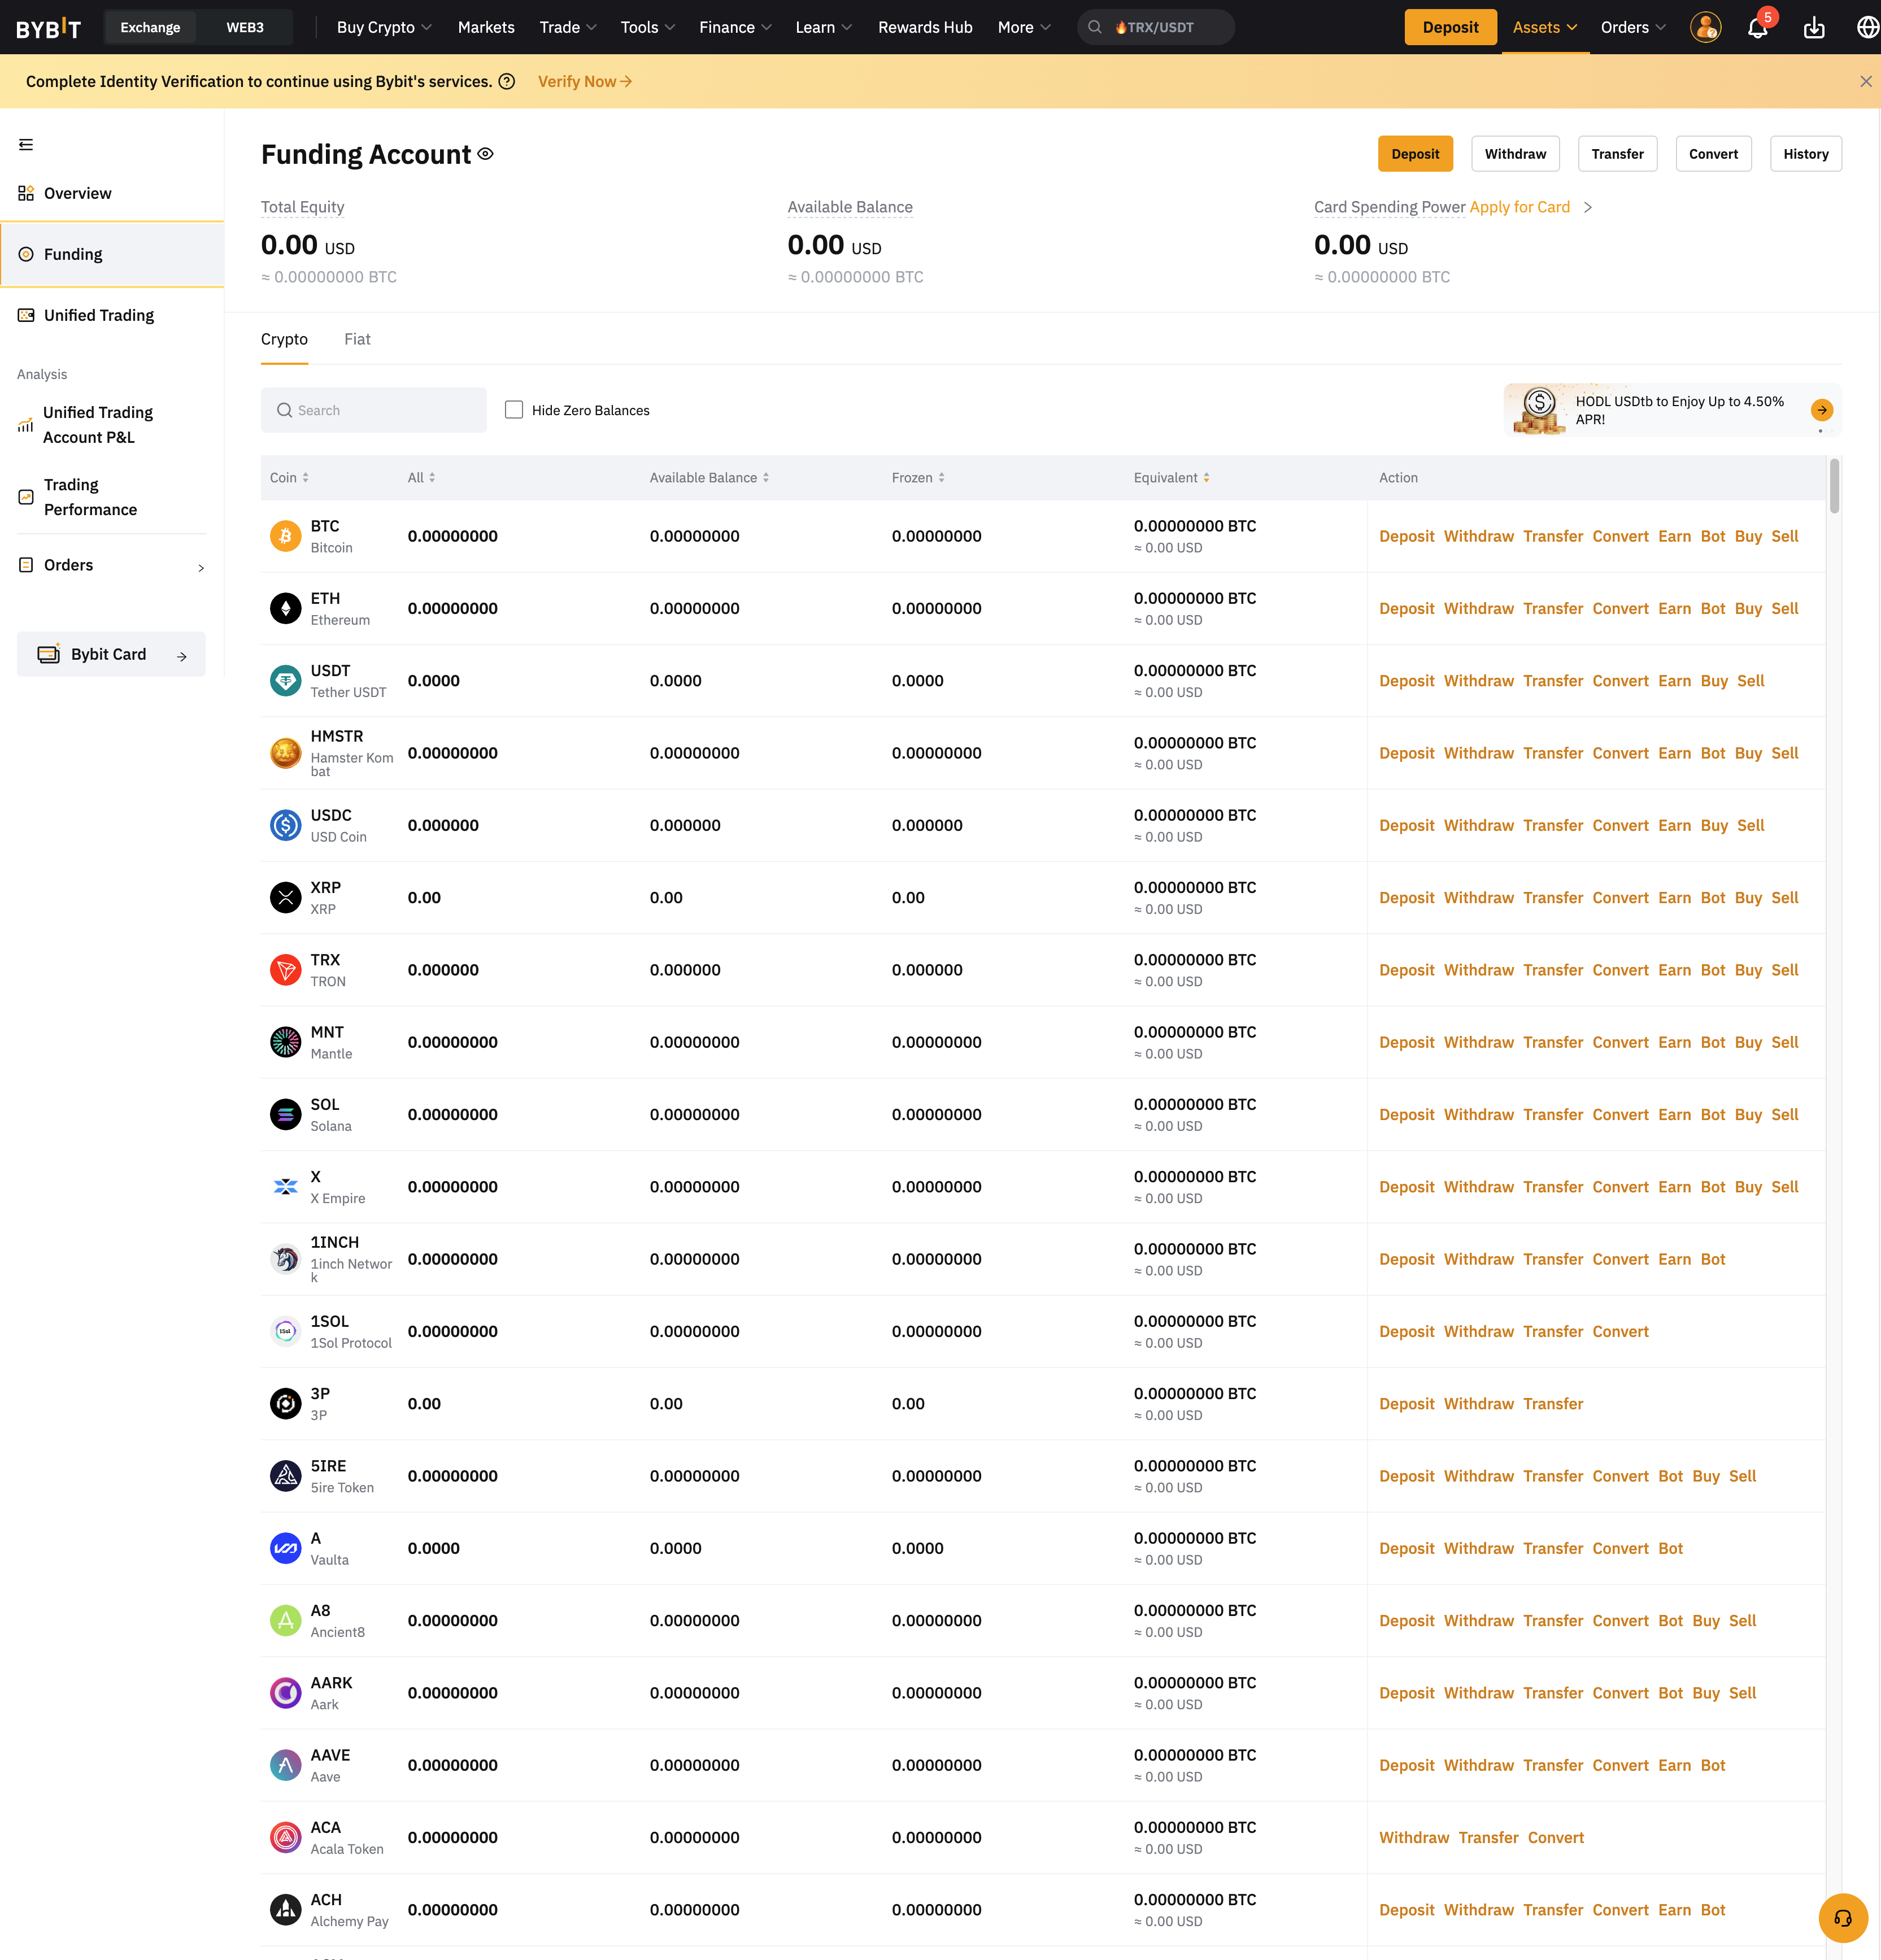 BYBIT
Exchange WEB3 Buy Crypto Markets Trade Tools Finance Learn Rewards Hub More 🔥TRX/USDT Deposit Assets Orders 5
Complete Identity Verification to continue using Bybit's services. Verify Now
Overview
Funding
Unified Trading
Analysis
Unified Trading
Account P&L
Trading
Performance
Orders
Bybit Card
Funding Account
Deposit Withdraw Transfer Convert History
Total Equity
0.00 USD
≈ 0.00000000 BTC
Available Balance
0.00 USD
≈ 0.00000000 BTC
Card Spending Power Apply for Card
0.00 USD
≈ 0.00000000 BTC
Crypto Fiat
Search Hide Zero Balances
HODL USDtb to Enjoy Up to 4.50%
APR!
Coin All Available Balance Frozen Equivalent Action
BTC
Bitcoin
0.00000000 0.00000000 0.00000000
0.00000000 BTC
≈ 0.00 USD
Deposit Withdraw Transfer Convert Earn Bot Buy Sell
ETH
Ethereum
0.00000000 0.00000000 0.00000000
0.00000000 BTC
≈ 0.00 USD
Deposit Withdraw Transfer Convert Earn Bot Buy Sell
USDT
Tether USDT
0.0000 0.0000 0.0000
0.00000000 BTC
≈ 0.00 USD
Deposit Withdraw Transfer Convert Earn Buy Sell
HMSTR
Hamster Kom
bat
0.00000000 0.00000000 0.00000000
0.00000000 BTC
≈ 0.00 USD
Deposit Withdraw Transfer Convert Earn Bot Buy Sell
USDC
USD Coin
0.000000 0.000000 0.000000
0.00000000 BTC
≈ 0.00 USD
Deposit Withdraw Transfer Convert Earn Buy Sell
XRP
XRP
0.00 0.00 0.00
0.00000000 BTC
≈ 0.00 USD
Deposit Withdraw Transfer Convert Earn Bot Buy Sell
TRX
TRON
0.000000 0.000000 0.000000
0.00000000 BTC
≈ 0.00 USD
Deposit Withdraw Transfer Convert Earn Bot Buy Sell
MNT
Mantle
0.00000000 0.00000000 0.00000000
0.00000000 BTC
≈ 0.00 USD
Deposit Withdraw Transfer Convert Earn Bot Buy Sell
SOL
Solana
0.00000000 0.00000000 0.00000000
0.00000000 BTC
≈ 0.00 USD
Deposit Withdraw Transfer Convert Earn Bot Buy Sell
X
X Empire
0.00000000 0.00000000 0.00000000
0.00000000 BTC
≈ 0.00 USD
Deposit Withdraw Transfer Convert Earn Bot Buy Sell
1INCH
1inch Networ
k
0.00000000 0.00000000 0.00000000
0.00000000 BTC
≈ 0.00 USD
Deposit Withdraw Transfer Convert Earn Bot
1SOL
1Sol Protocol
0.00000000 0.00000000 0.00000000
0.00000000 BTC
≈ 0.00 USD
Deposit Withdraw Transfer Convert
3P
3P
0.00 0.00 0.00
0.00000000 BTC
≈ 0.00 USD
Deposit Withdraw Transfer
5IRE
5ire Token
0.00000000 0.00000000 0.00000000
0.00000000 BTC
≈ 0.00 USD
Deposit Withdraw Transfer Convert Bot Buy Sell
A
Vaulta
0.0000 0.0000 0.0000
0.00000000 BTC
≈ 0.00 USD
Deposit Withdraw Transfer Convert Bot
A8
Ancient8
0.00000000 0.00000000 0.00000000
0.00000000 BTC
≈ 0.00 USD
Deposit Withdraw Transfer Convert Bot Buy Sell
AARK
Aark
0.00000000 0.00000000 0.00000000
0.00000000 BTC
≈ 0.00 USD
Deposit Withdraw Transfer Convert Bot Buy Sell
AAVE
Aave
0.00000000 0.00000000 0.00000000
0.00000000 BTC
≈ 0.00 USD
Deposit Withdraw Transfer Convert Earn Bot
ACA
Acala Token
0.00000000 0.00000000 0.00000000
0.00000000 BTC
≈ 0.00 USD
Withdraw Transfer Convert
ACH
Alchemy Pay
0.00000000 0.00000000 0.00000000
0.00000000 BTC
≈ 0.00 USD
Deposit Withdraw Transfer Convert Earn Bot